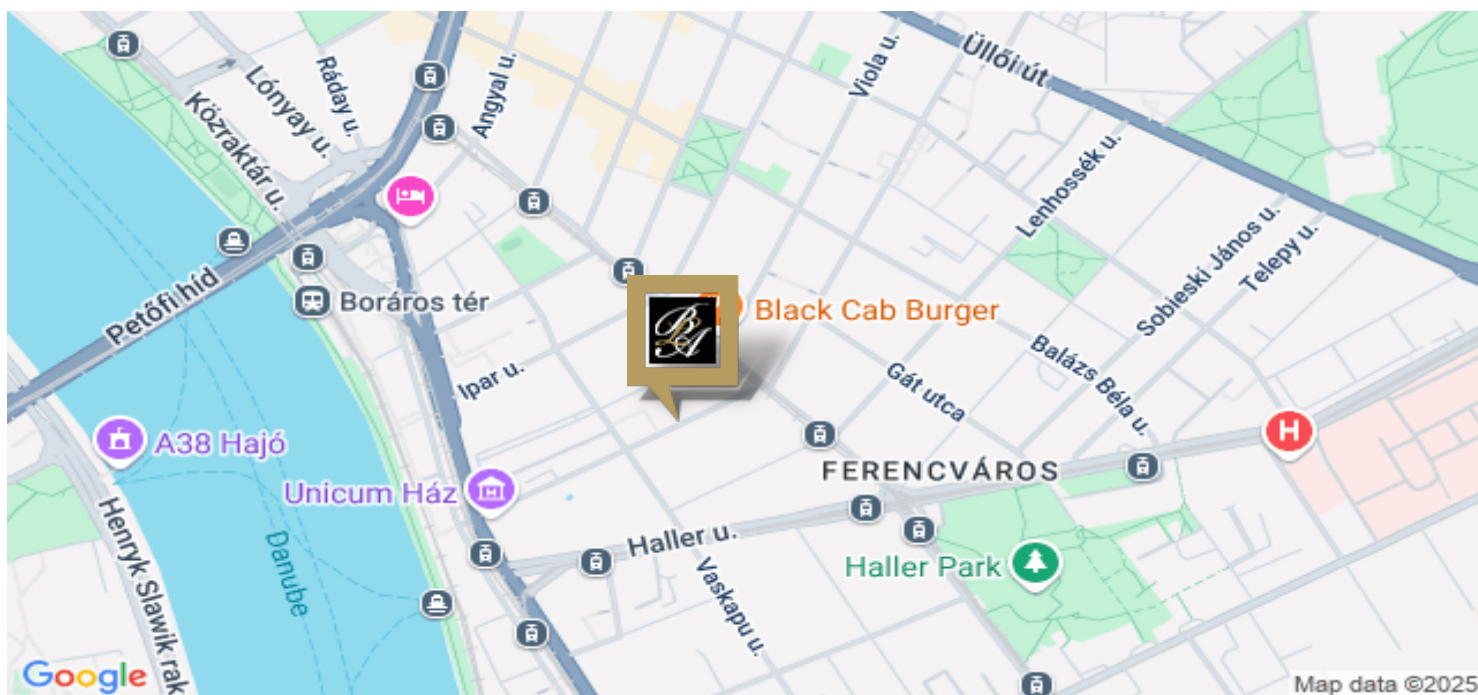 Üllői út
Viola u.
Angyal u.
Ráday u.
Lónyay u.
Közraktár u.
Lenhossék u.
Sobieski János u.
Telepy u.
Petőfi híd
Boráros tér
Black Cab Burger
BLA
Ipar u.
Gát utca
Balázs Béla u.
A38 Hajó
H
FERENCVÁROS
Unicum Ház
Haller u.
Haller Park
Henryk Slawik rak
Danube
Vaskapu u.
Google
Map data ©2025